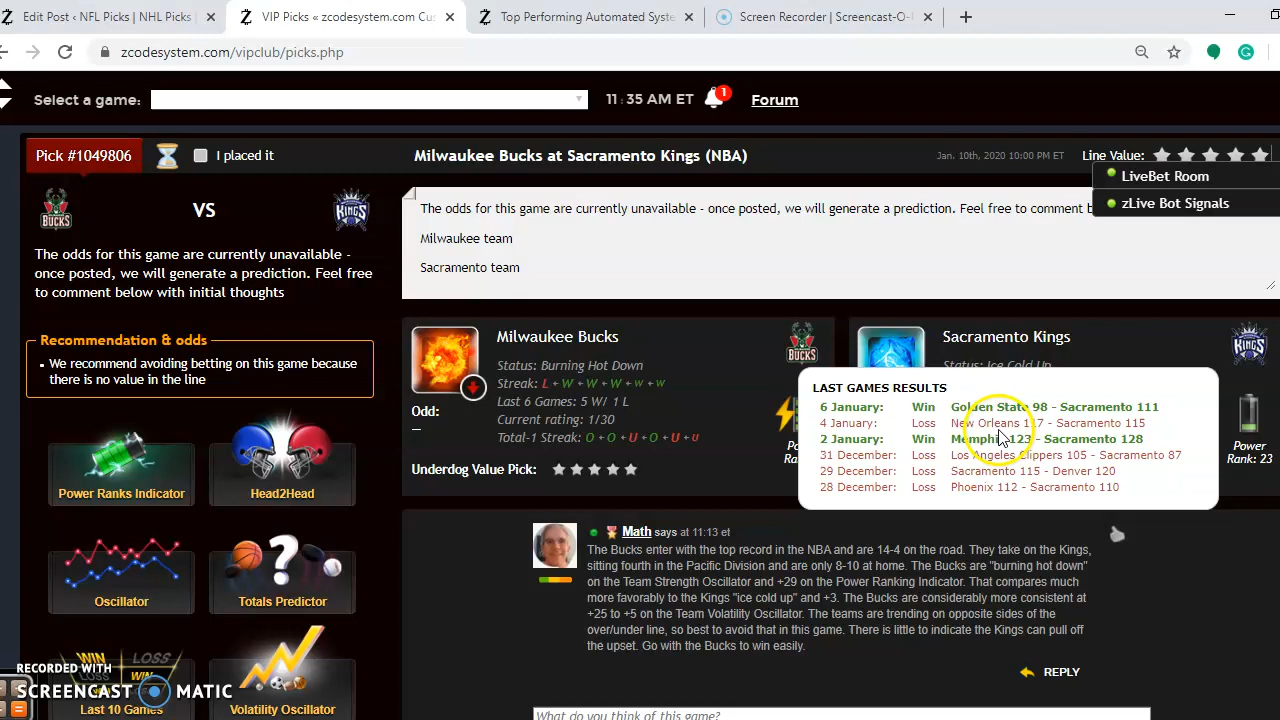 Edit Post ‹ NFL Picks | NHL Picks
VIP Picks « zcodesystem.com Cus
Top Performing Automated Syste
Screen Recorder | Screencast-O-
zcodesystem.com/vipclub/picks.php
Select a game:
11:35 AM ET
1
Forum
Pick #1049806
I placed it
Milwaukee Bucks at Sacramento Kings (NBA)
Jan. 10th, 2020 10:00 PM ET
Line Value:
LiveBet Room
zLive Bot Signals
BUCKS
VS
KINGS
The odds for this game are currently unavailable -
once posted, we will generate a prediction. Feel free
to comment below with initial thoughts
The odds for this game are currently unavailable - once posted, we will generate a prediction. Feel free to comment b
Milwaukee team
Sacramento team
Recommendation & odds
We recommend avoiding betting on this game because
there is no value in the line
Milwaukee Bucks
BUCKS
Status: Burning Hot Down
Streak: L+W+W+W+W+W
Last 6 Games: 5 W/ 1 L
Odd:
—
Current rating: 1/30
Total-1 Streak: O+O+U+O+U+U
Underdog Value Pick:
Sacramento Kings
Status: Ice Cold Up
Power
Rank: 23
LAST GAMES RESULTS
6 January: Win Golden State 98 - Sacramento 111
4 January: Loss New Orleans 117 - Sacramento 115
2 January: Win Memphis 123 - Sacramento 128
31 December: Loss Los Angeles Clippers 105 - Sacramento 87
29 December: Loss Sacramento 115 - Denver 120
28 December: Loss Phoenix 112 - Sacramento 110
Power Ranks Indicator
Head2Head
Oscillator
Totals Predictor
WIN LOSS
LOSS WIN
Last 10 Games
Volatility Oscillator
Math says at 11:13 et
The Bucks enter with the top record in the NBA and are 14-4 on the road. They take on the Kings,
sitting fourth in the Pacific Division and are only 8-10 at home. The Bucks are "burning hot down"
on the Team Strength Oscillator and +29 on the Power Ranking Indicator. That compares much
more favorably to the Kings "ice cold up" and +3. The Bucks are considerably more consistent at
+25 to +5 on the Team Volatility Oscillator. The teams are trending on opposite sides of the
over/under line, so best to avoid that in this game. There is little to indicate the Kings can pull off
the upset. Go with the Bucks to win easily.
REPLY
What do you think of this game?
RECORDED WITH
SCREENCAST MATIC